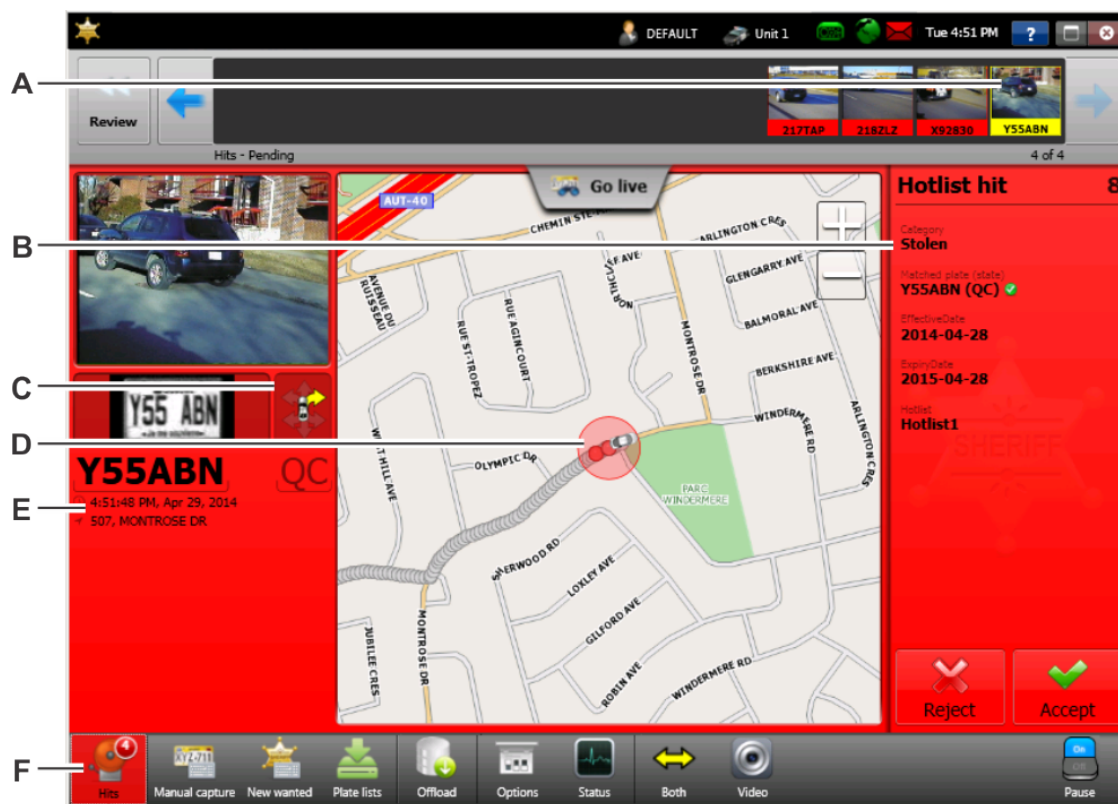 DEFAULT
Unit 1
Tue 4:51 PM
?
A
Review
217TAP
218ZLZ
X92830
Y55ABN
Hits - Pending
4 of 4
Go live
Hotlist hit
8
AUT-40
B
Category
Stolen
Matched plate (state)
Y55ABN (QC)
EffectiveDate
2014-04-28
ExpiryDate
2015-04-28
Hotlist
Hotlist1
SHERIFF
ARLINGTON CRES
GLENGARRY AVE
BALMORAL AVE
BERKSHIRE AVE
WINDERMERE RD
ARLINGTON CRES
MONTROSE DR
AVENUE DU
RUISSEAU
RUE ST-TROPEZ
RUE AGINCOURT
OLYMPIC DR
PARC
WINDERMERE
SHERWOOD RD
LOXLEY AVE
GILFORD AVE
ROBIN AVE
WINDERMERE RD
MONTROSE DR
JUBILEE CRES
C
Y55 ABN
D
Y55ABN
QC
E
4:51:48 PM, Apr 29, 2014
507, MONTROSE DR
Reject
Accept
F
4
Hits
XYZ-711
Manual capture
New wanted
Plate lists
Offload
Options
Status
Both
Video
On
Off
Pause